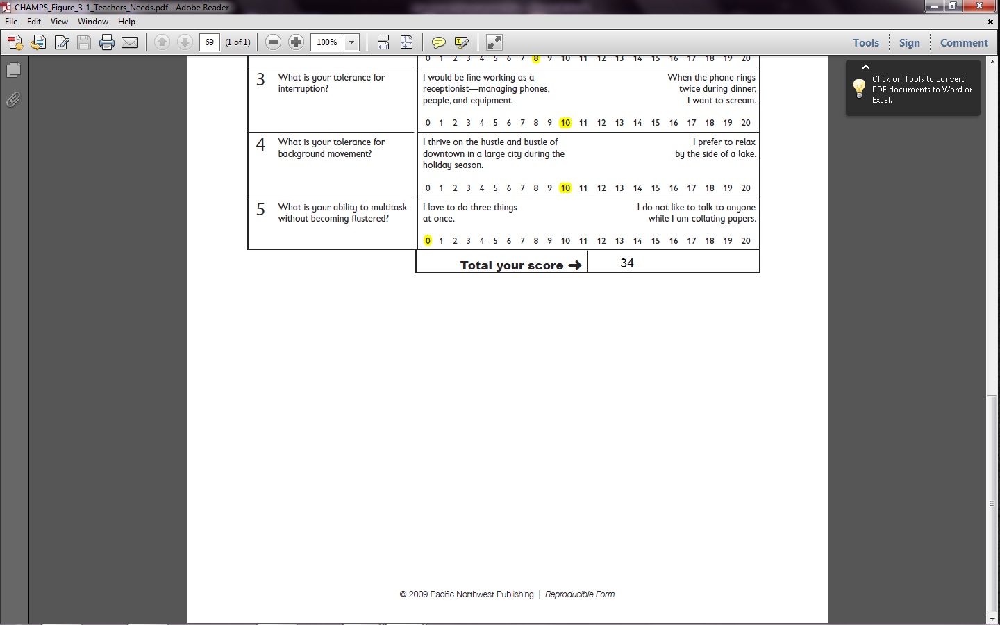 CHAMPS_Figure_3-1_Teachers_Needs.pdf - Adobe Reader
File Edit View Window Help
69 (1 of 1) 100% Tools Sign Comment
0 1 2 3 4 5 6 7 8 9 10 11 12 13 14 15 16 17 18 19 20
3 What is your tolerance for
interruption?
I would be fine working as a
receptionist—managing phones,
people, and equipment.
When the phone rings
twice during dinner,
I want to scream.
0 1 2 3 4 5 6 7 8 9 10 11 12 13 14 15 16 17 18 19 20
4 What is your tolerance for
background movement?
I thrive on the hustle and bustle of
downtown in a large city during the
holiday season.
I prefer to relax
by the side of a lake.
0 1 2 3 4 5 6 7 8 9 10 11 12 13 14 15 16 17 18 19 20
5 What is your ability to multitask
without becoming flustered?
I love to do three things
at once.
I do not like to talk to anyone
while I am collating papers.
0 1 2 3 4 5 6 7 8 9 10 11 12 13 14 15 16 17 18 19 20
Total your score → 34
Click on Tools to convert
PDF documents to Word or
Excel.
© 2009 Pacific Northwest Publishing | Reproducible Form